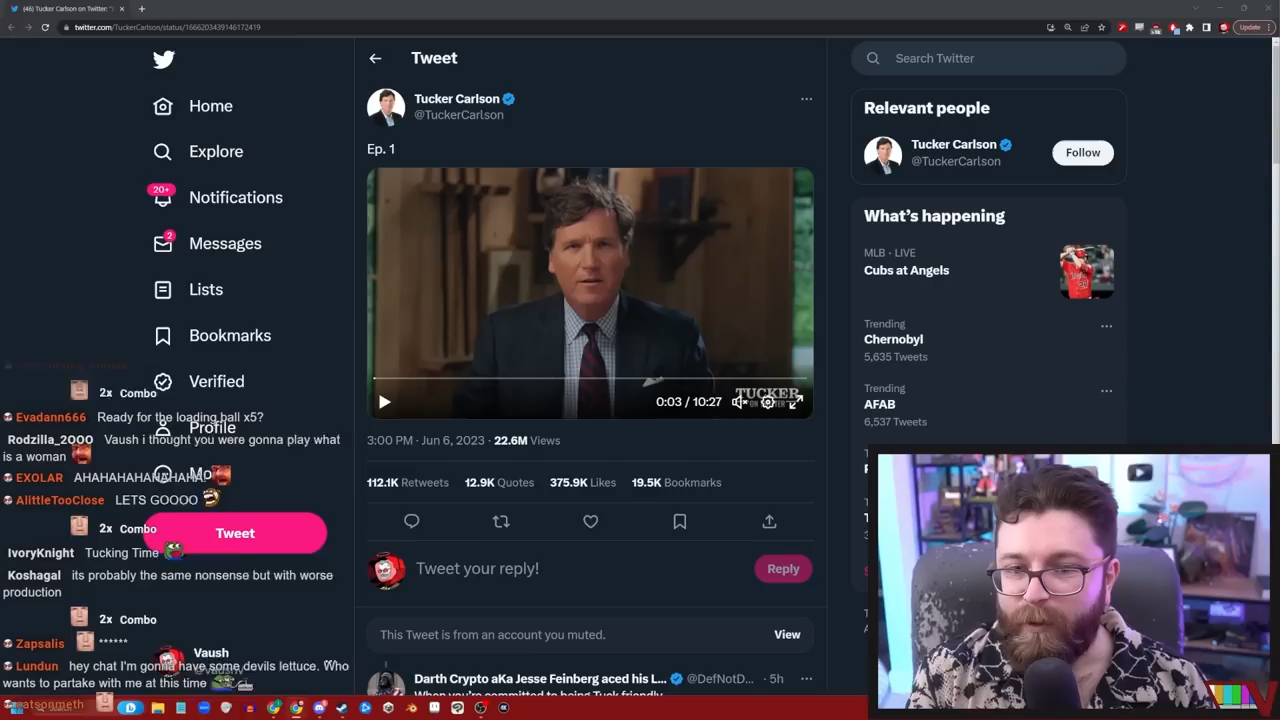 (46) Tucker Carlson on Twitter: "
twitter.com/TuckerCarlson/status/1666203439146172419
Update
Home
Explore
20+
Notifications
2
Messages
Lists
Bookmarks
Verified
Profile
Mo
Tweet
Vaush
Tweet
Tucker Carlson
@TuckerCarlson
Ep. 1
0:03 / 10:27
TUCKER
3:00 PM · Jun 6, 2023 · 22.6M Views
112.1K Retweets 12.9K Quotes 375.9K Likes 19.5K Bookmarks
Tweet your reply!
Reply
This Tweet is from an account you muted.
View
Darth Crypto aKa Jesse Feinberg aced his L... @DefNotD... · 5h
When you're committed to being Tuck friendly
Search Twitter
Relevant people
Tucker Carlson
@TuckerCarlson
Follow
What's happening
MLB · LIVE
Cubs at Angels
Trending
Chernobyl
5,635 Tweets
Trending
AFAB
6,537 Tweets
2x Combo
Evadann666 Ready for the loading ball x5?
Rodzilla_2000 Vaush i thought you were gonna play what
is a woman
EXOLAR AHAHAHAHAHAHA
AlittleTooClose LETS GOOOO
2x Combo
IvoryKnight Tucking Time
Koshagal its probably the same nonsense but with worse
production
2x Combo
Zapsalis ******
Lundun hey chat I'm gonna have some devils lettuce. Who
wants to partake with me at this time
V